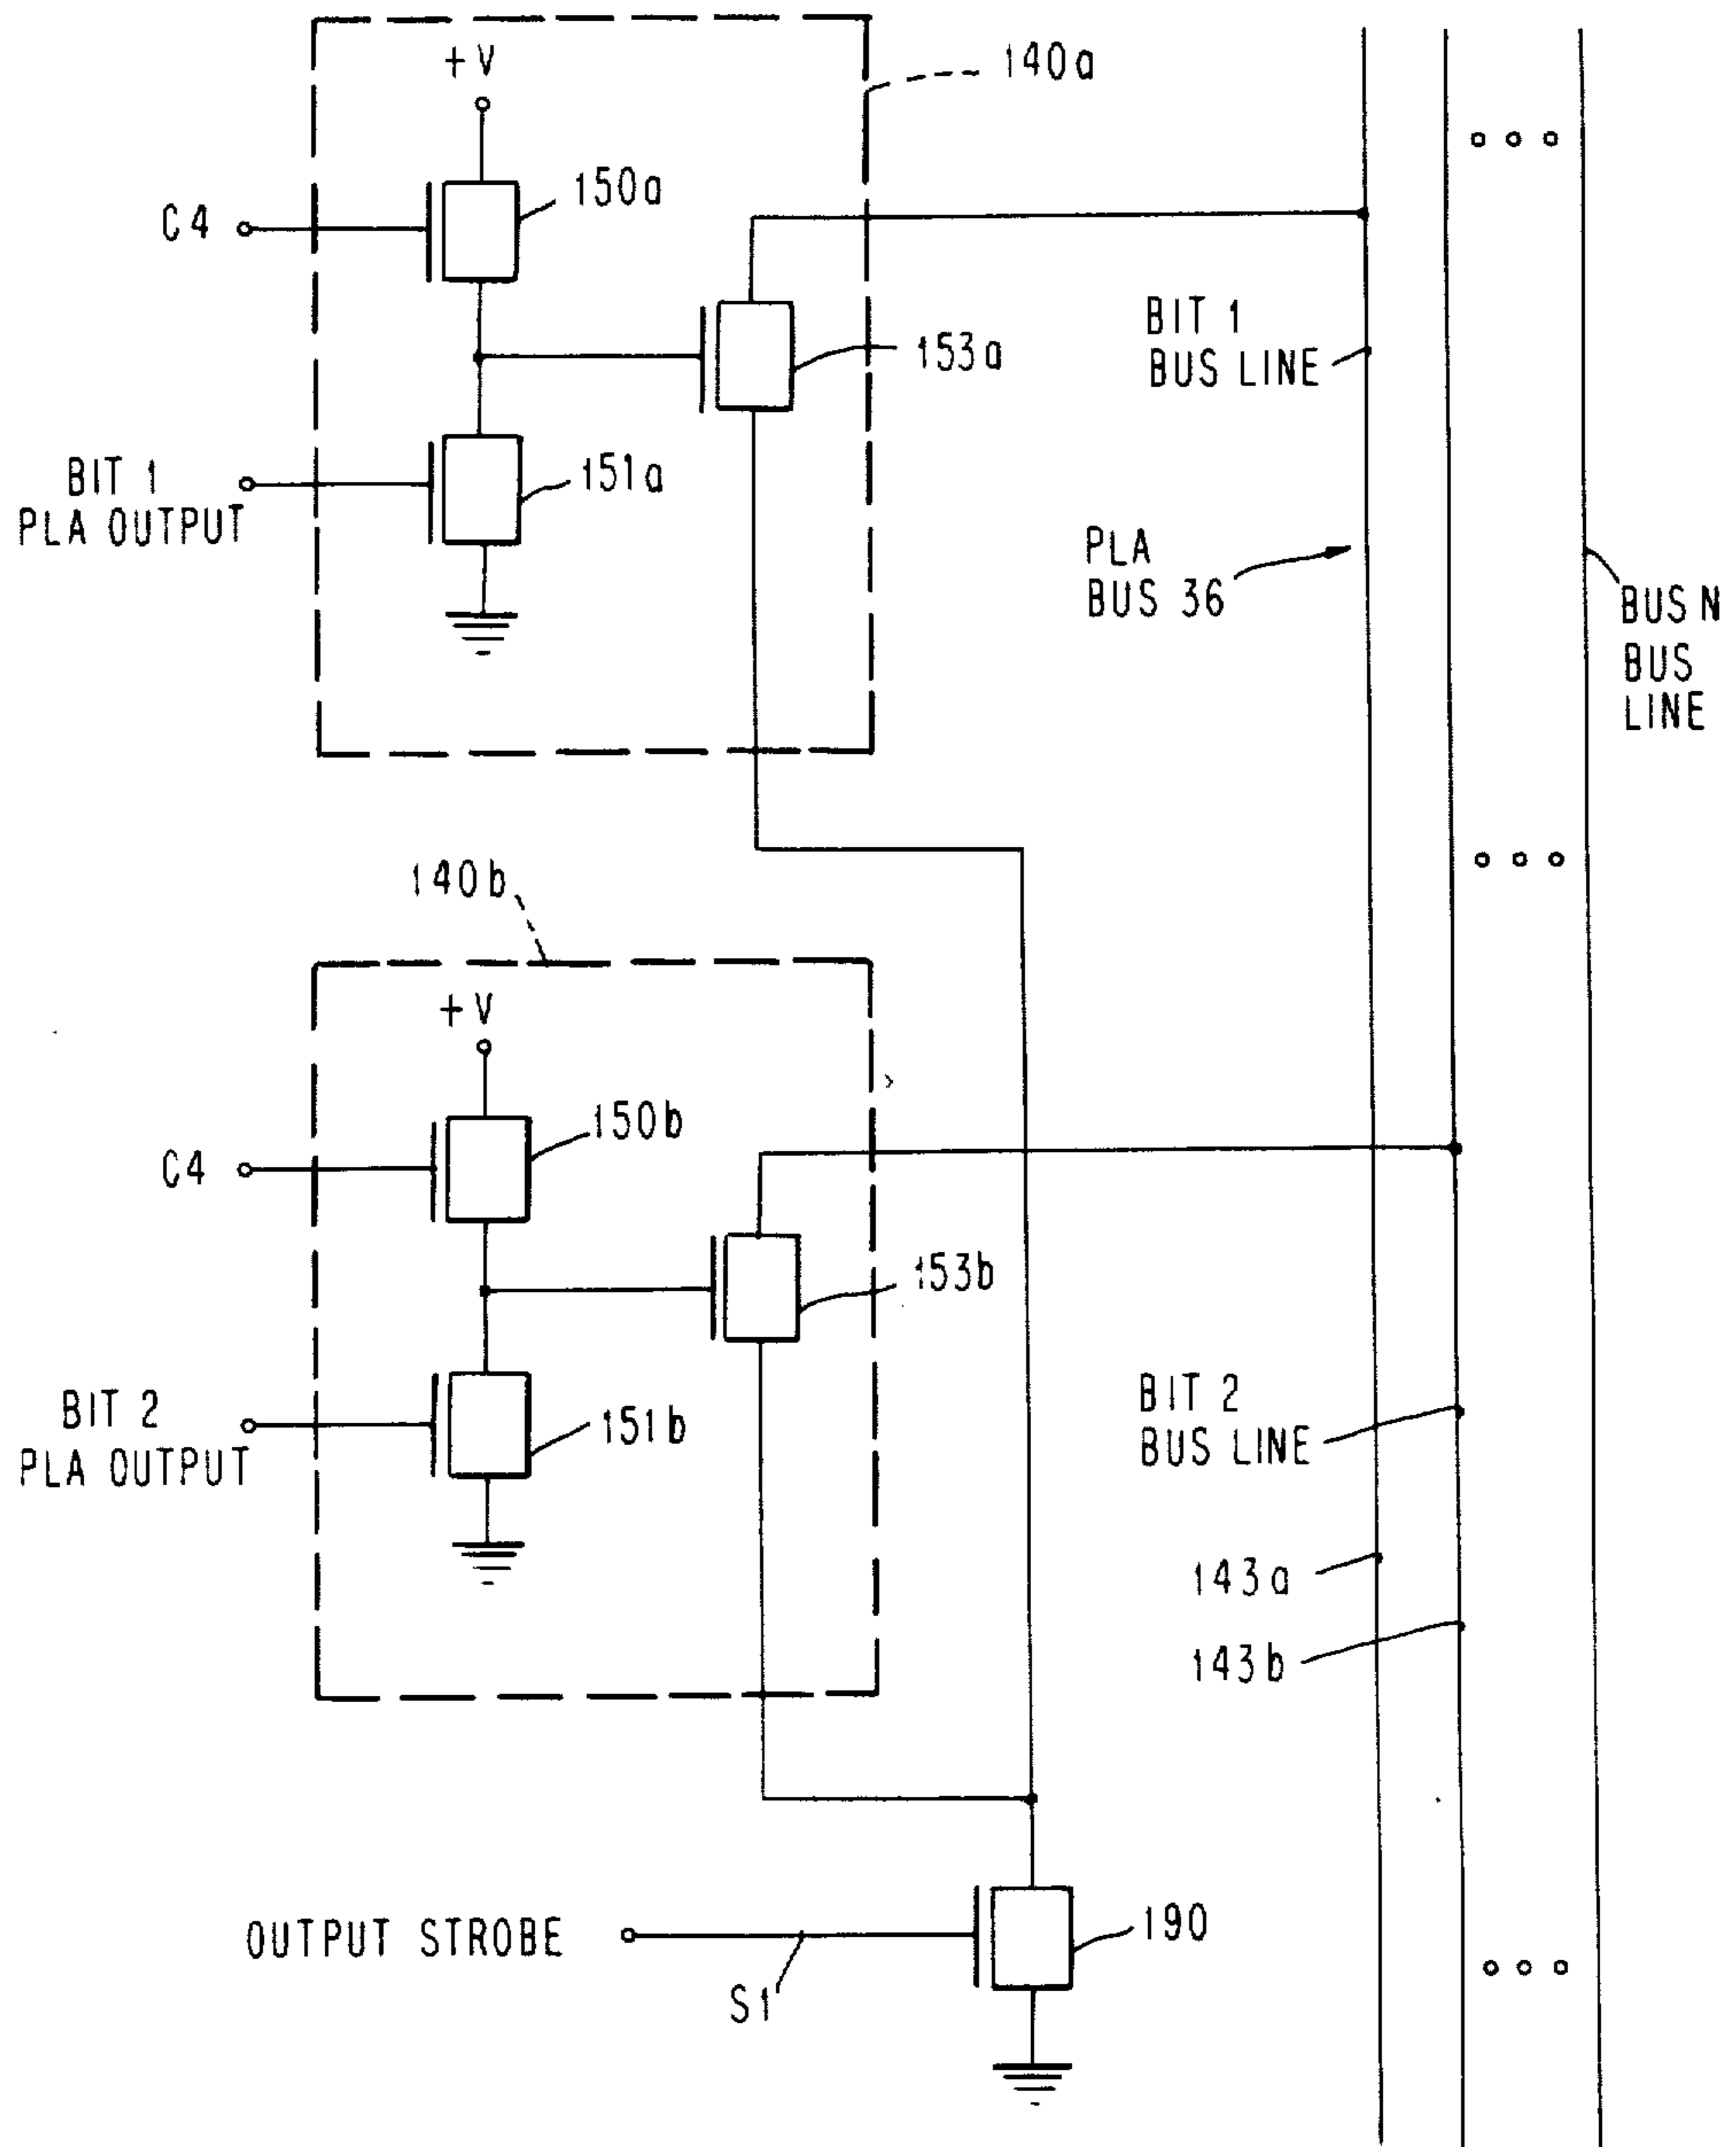 +V
140a
150a
C4
153a
BIT 1
BUS LINE
151a
BIT 1
PLA OUTPUT
PLA
BUS 36
BUS N
BUS
LINE
140b
+V
150b
C4
153b
BIT 2
PLA OUTPUT
151b
BIT 2
BUS LINE
143a
143b
OUTPUT STROBE
S1
190